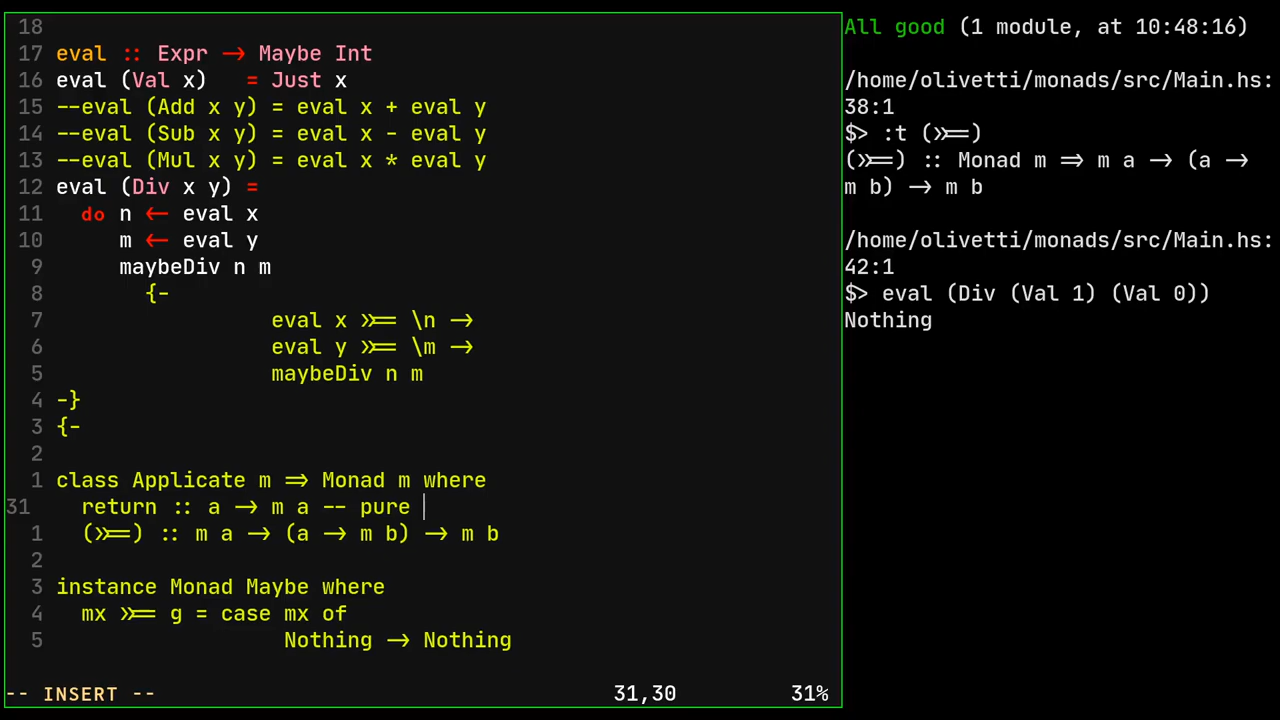 18
17 eval :: Expr -> Maybe Int
16 eval (Val x)   = Just x
15 --eval (Add x y) = eval x + eval y
14 --eval (Sub x y) = eval x - eval y
13 --eval (Mul x y) = eval x * eval y
12 eval (Div x y) =
11   do n <- eval x
10      m <- eval y
9      maybeDiv n m
8        {-
7                  eval x >>= \n ->
6                  eval y >>= \m ->
5                  maybeDiv n m
4 -}
3 {-
2
1 class Applicate m => Monad m where
31   return :: a -> m a -- pure
1   (>>=) :: m a -> (a -> m b) -> m b
2
3 instance Monad Maybe where
4   mx >>= g = case mx of
5                   Nothing -> Nothing
-- INSERT -- 31,30 31%
All good (1 module, at 10:48:16)
/home/olivetti/monads/src/Main.hs:
38:1
$> :t (>>=)
(>>=) :: Monad m => m a -> (a ->
m b) -> m b
/home/olivetti/monads/src/Main.hs:
42:1
$> eval (Div (Val 1) (Val 0))
Nothing